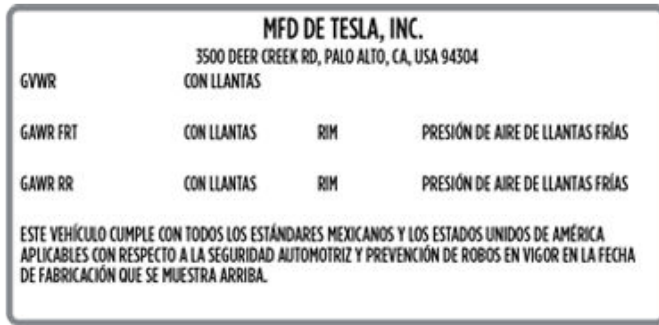 MFD DE TESLA, INC.
3500 DEER CREEK RD, PALO ALTO, CA, USA 94304
GVWR CON LLANTAS
GAWR FRT CON LLANTAS RIM PRESIÓN DE AIRE DE LLANTAS FRÍAS
GAWR RR CON LLANTAS RIM PRESIÓN DE AIRE DE LLANTAS FRÍAS
ESTE VEHÍCULO CUMPLE CON TODOS LOS ESTÁNDARES MEXICANOS Y LOS ESTADOS UNIDOS DE AMÉRICA
APLICABLES CON RESPECTO A LA SEGURIDAD AUTOMOTRIZ Y PREVENCIÓN DE ROBOS EN VIGOR EN LA FECHA
DE FABRICACIÓN QUE SE MUESTRA ARRIBA.